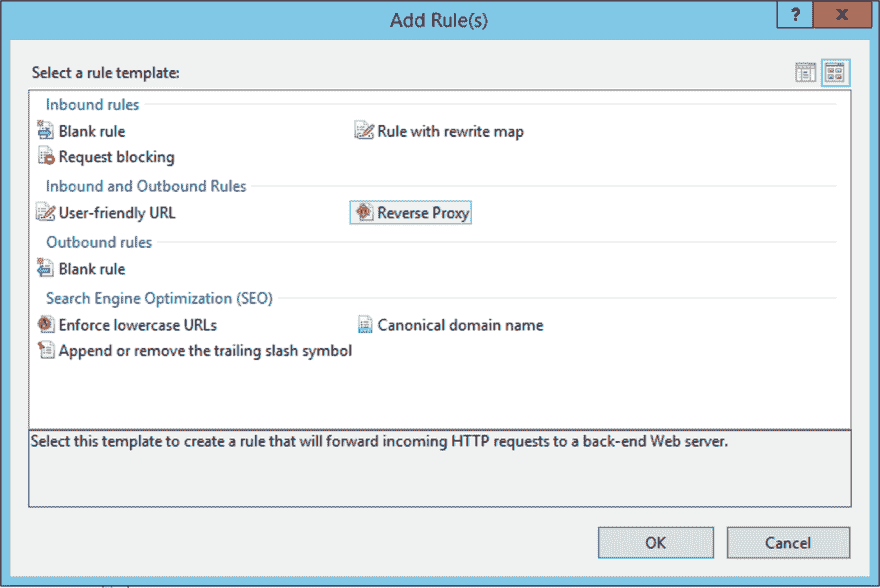 Add Rule(s)
?
X
Select a rule template:
Inbound rules
Blank rule
Rule with rewrite map
Request blocking
Inbound and Outbound Rules
User-friendly URL
Reverse Proxy
Outbound rules
Blank rule
Search Engine Optimization (SEO)
Enforce lowercase URLs
Canonical domain name
Append or remove the trailing slash symbol
Select this template to create a rule that will forward incoming HTTP requests to a back-end Web server.
OK
Cancel